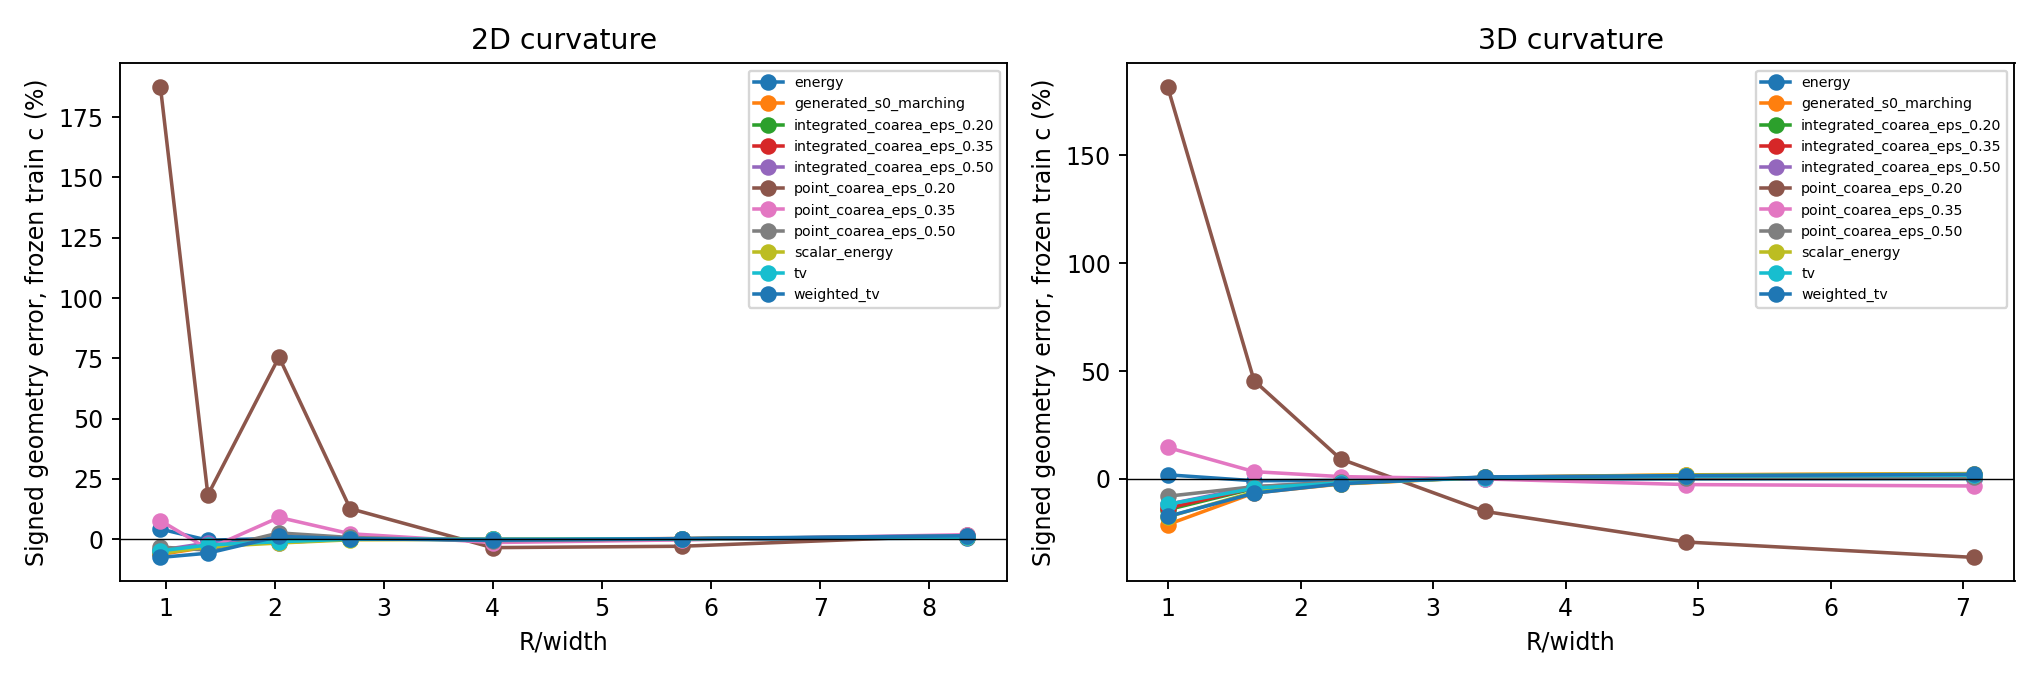 2D curvature
Signed geometry error, frozen train c (%)
175
150
125
100
75
50
25
0
energy
generated_s0_marching
integrated_coarea_eps_0.20
integrated_coarea_eps_0.35
integrated_coarea_eps_0.50
point_coarea_eps_0.20
point_coarea_eps_0.35
point_coarea_eps_0.50
scalar_energy
tv
weighted_tv
1 2 3 4 5 6 7 8
R/width
3D curvature
Signed geometry error, frozen train c (%)
150
100
50
0
energy
generated_s0_marching
integrated_coarea_eps_0.20
integrated_coarea_eps_0.35
integrated_coarea_eps_0.50
point_coarea_eps_0.20
point_coarea_eps_0.35
point_coarea_eps_0.50
scalar_energy
tv
weighted_tv
1 2 3 4 5 6 7
R/width